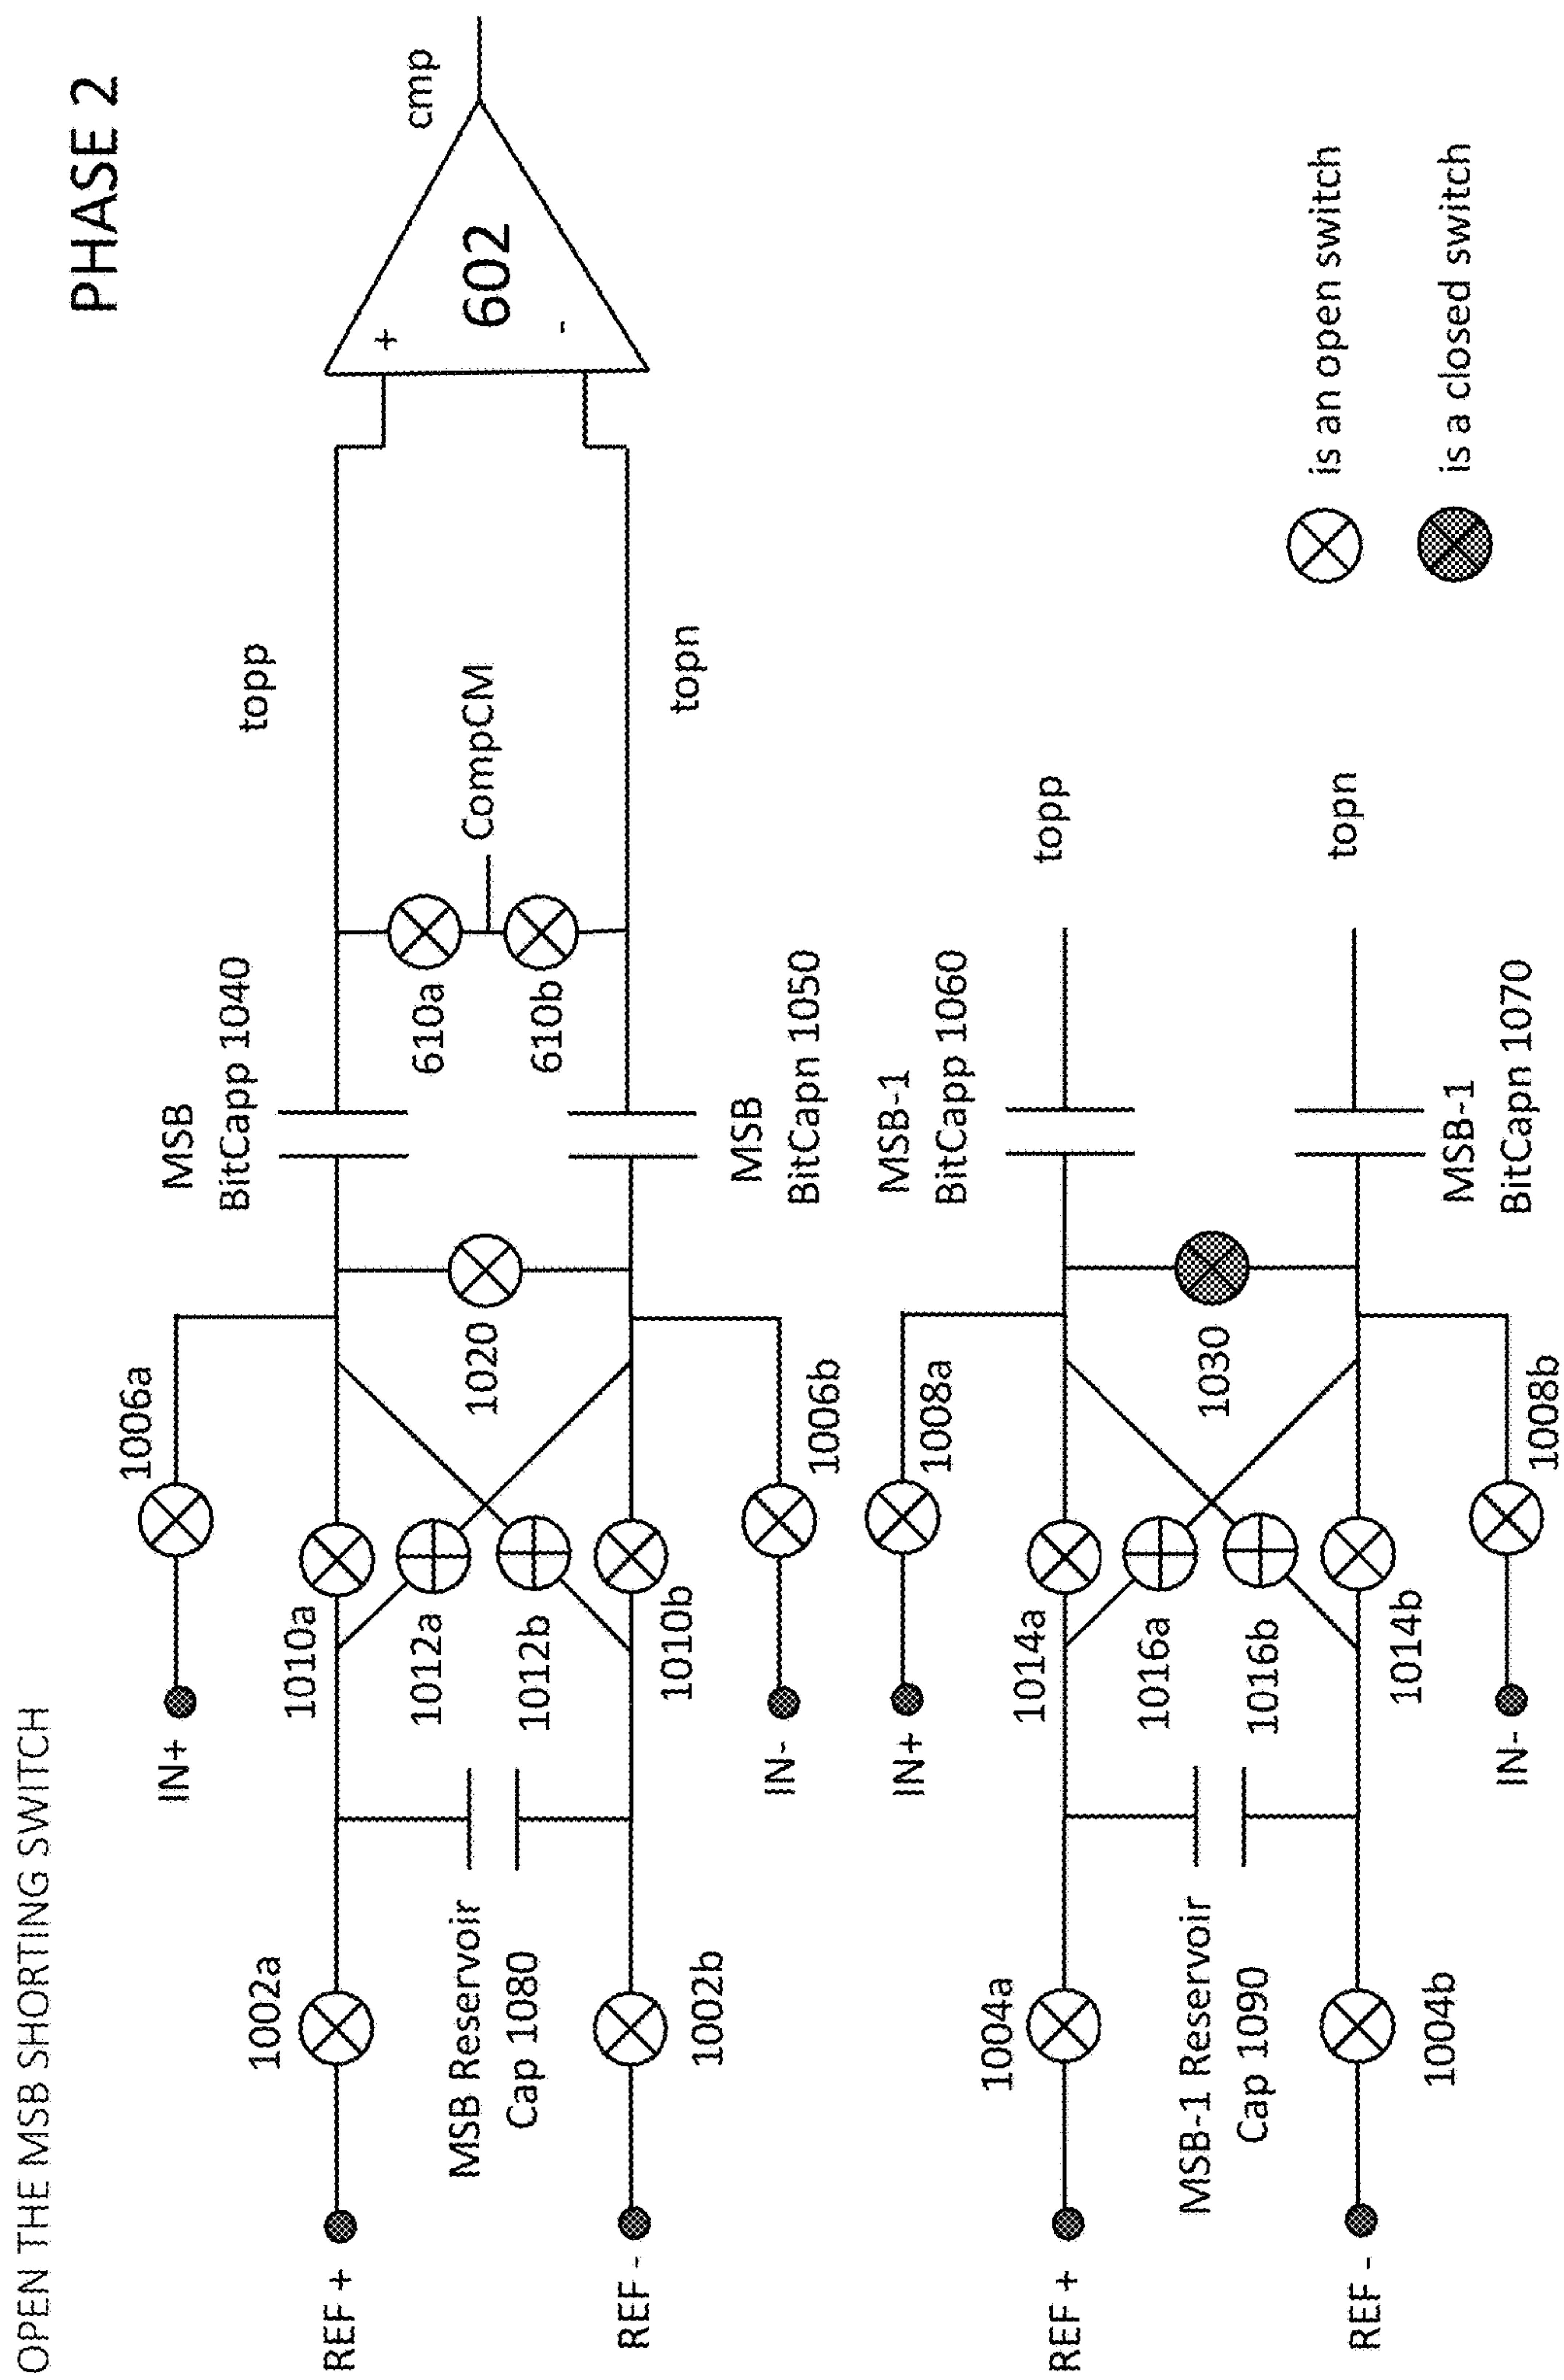 OPEN THE MSB SHORTING SWITCH
PHASE 2
IN+
1006a
MSB
BitCapp 1040
topp
cmp
1002a
1010a
REF +
610a
+
1012a
MSB Reservoir
Cap 1080
1020
CompCM
602
1012b
610b
-
REF -
1002b
1010b
topn
IN-
1006b
MSB
BitCapn 1050
IN+
1008a
MSB-1
BitCapp 1060
1004a
1014a
topp
REF +
1016a
MSB-1 Reservoir
Cap 1090
1030
1016b
is an open switch
REF -
1004b
1014b
topn
is a closed switch
IN-
1008b
MSB-1
BitCapn 1070